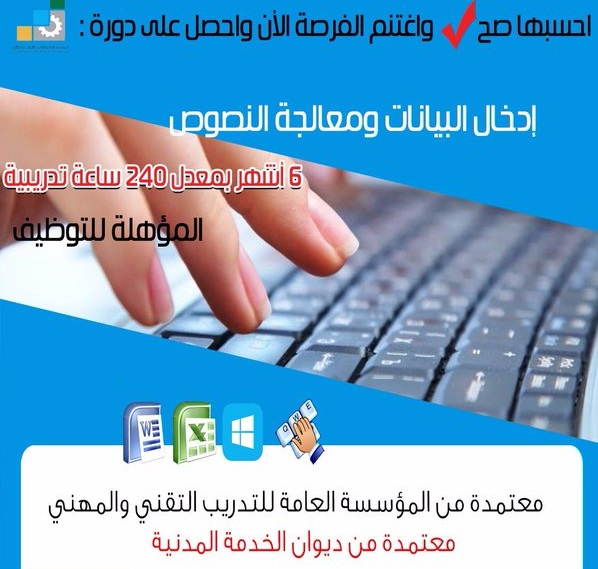 احسبها صح واغتنم الفرصة الأن واحصل على دورة :
إدخال البيانات ومعالجة النصوص
6 أشهر بمعدل 240 ساعة تدريبية
المؤهلة للتوظيف
Q W E
معتمدة من المؤسسة العامة للتدريب التقني والمهني
معتمدة من ديوان الخدمة المدنية